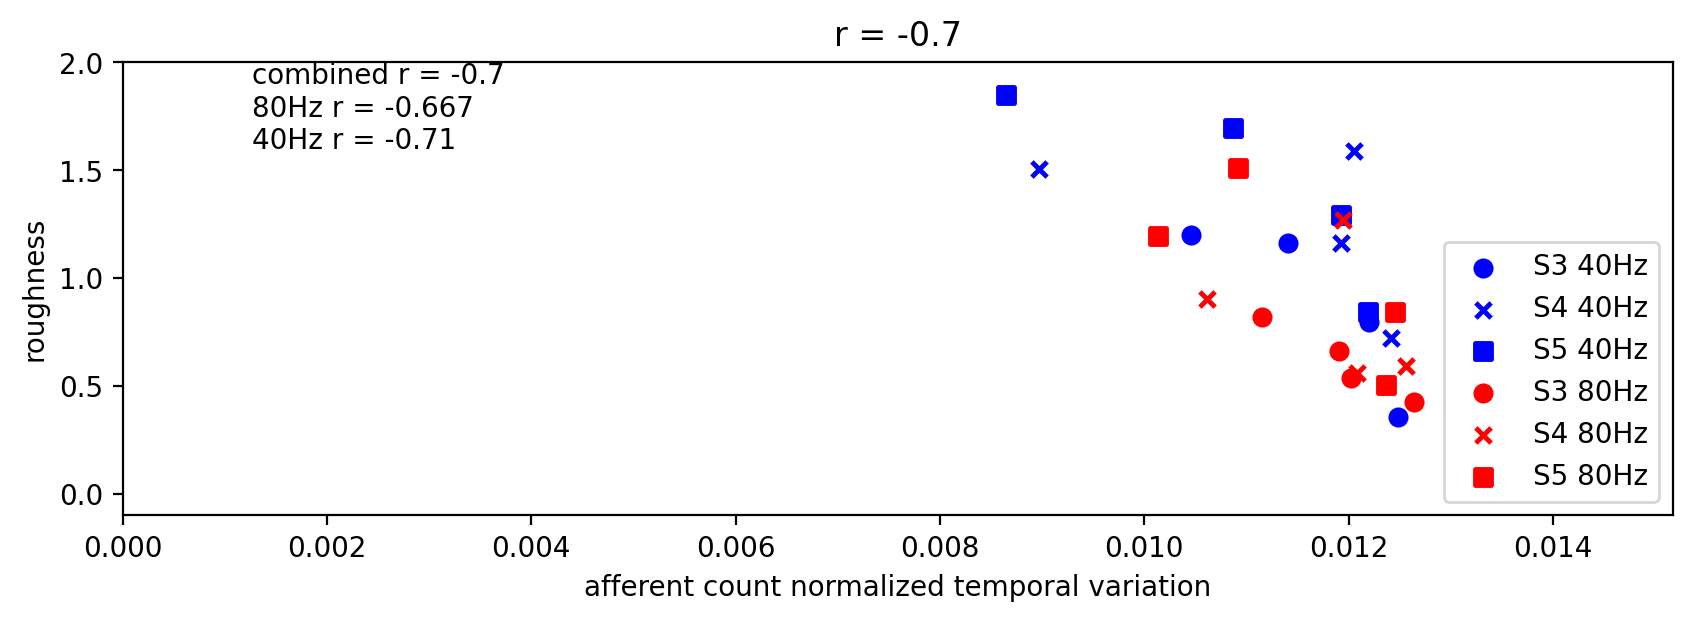 r = -0.7
combined r = -0.7
80Hz r = -0.667
40Hz r = -0.71
2.0
1.5
1.0
0.5
0.0
roughness
S3 40Hz
S4 40Hz
S5 40Hz
S3 80Hz
S4 80Hz
S5 80Hz
0.000 0.002 0.004 0.006 0.008 0.010 0.012 0.014
afferent count normalized temporal variation